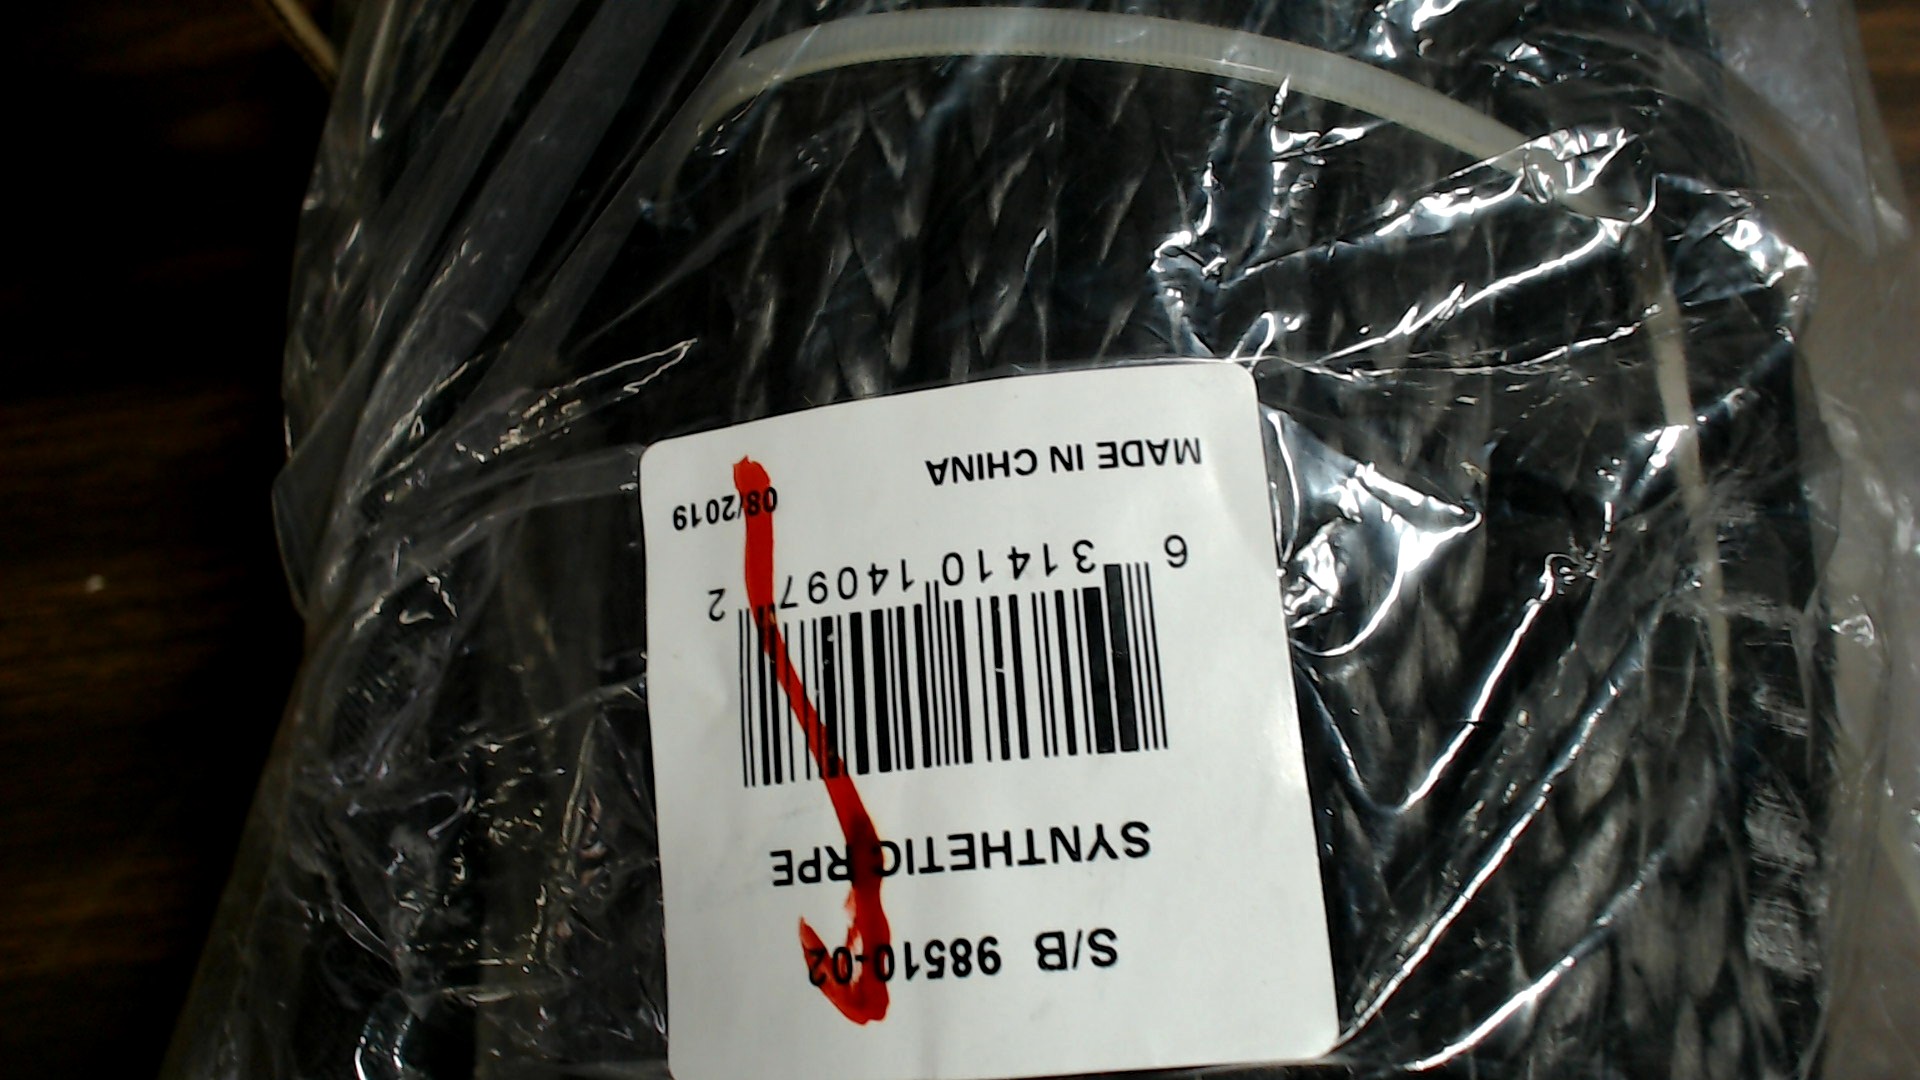 S/B 98510-02
SYNTHETIC RPE
6 31410 14097 2
08/2019
MADE IN CHINA